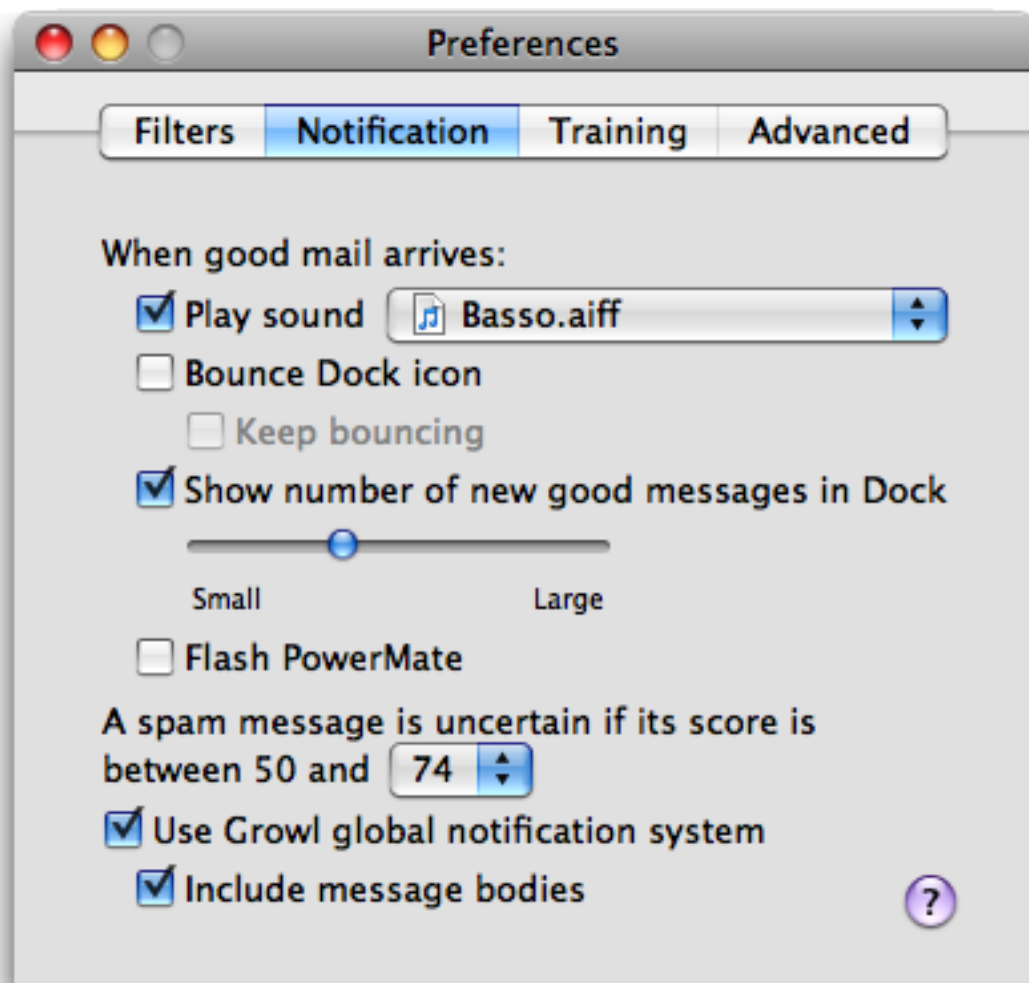 Preferences
Filters Notification Training Advanced
When good mail arrives:
Play sound Basso.aiff
Bounce Dock icon
Keep bouncing
Show number of new good messages in Dock
Small Large
Flash PowerMate
A spam message is uncertain if its score is
between 50 and 74
Use Growl global notification system
Include message bodies
?